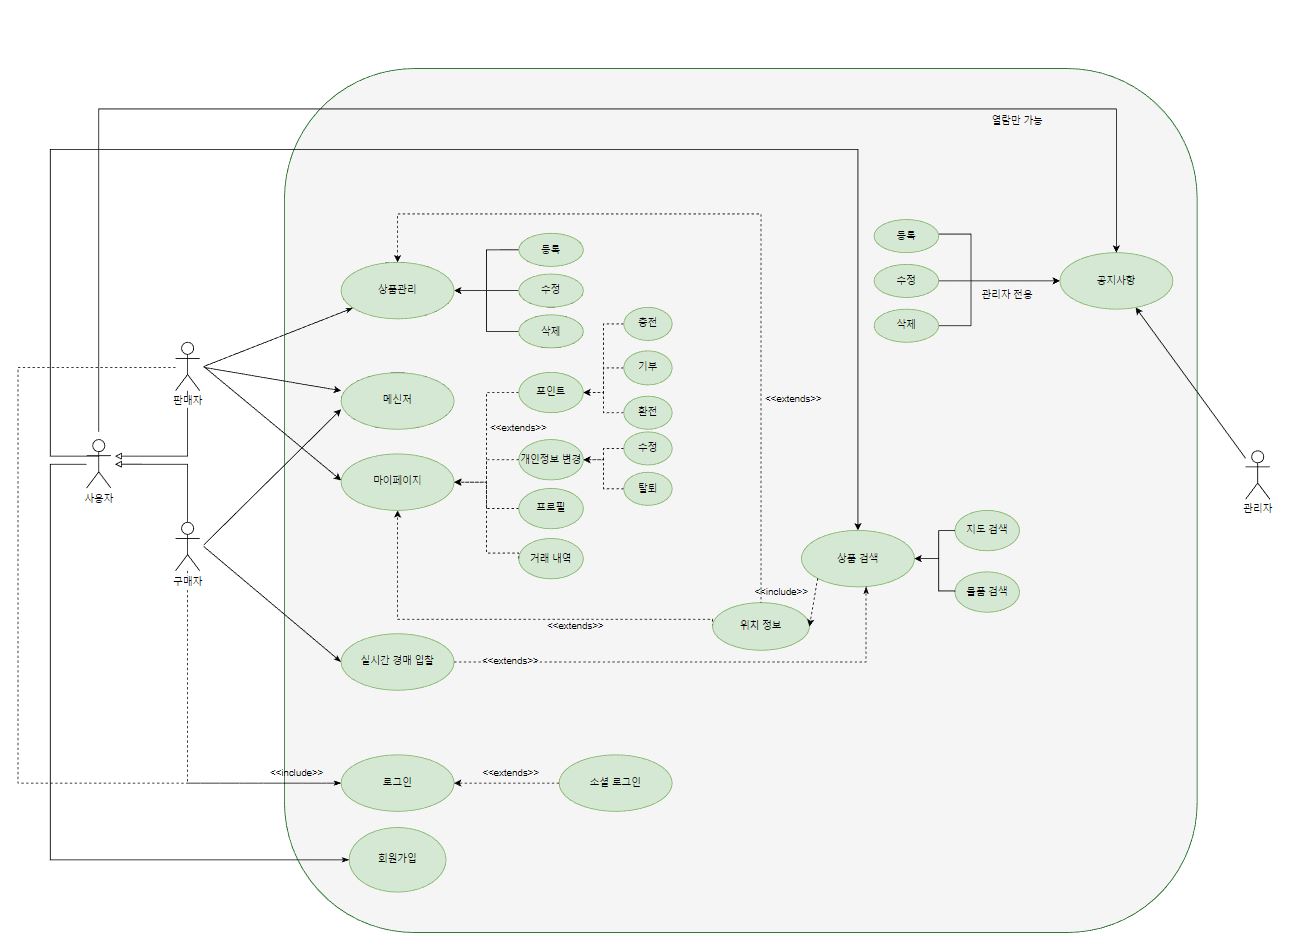 열람만 가능
등록
등록
상품관리
수정
수정
공지사항
관리자 전용
삭제
삭제
충전
기부
포인트
메신저
판매자
<<extends>>
환전
<<extends>>
수정
개인정보 변경
마이페이지
탈퇴
사용자
프로필
관리자
지도 검색
거래 내역
상품 검색
구매자
<<include>>
물품 검색
<<extends>>
위치 정보
실시간 경매 입찰
<<extends>>
<<include>>
<<extends>>
로그인
소셜 로그인
회원가입